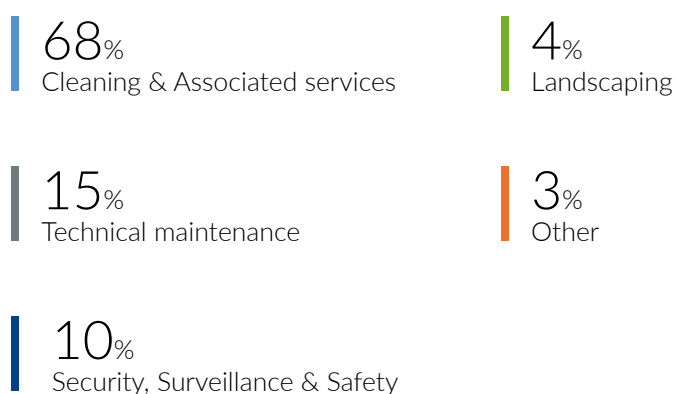 68%
Cleaning & Associated services
15%
Technical maintenance
10%
Security, Surveillance & Safety
4%
Landscaping
3%
Other